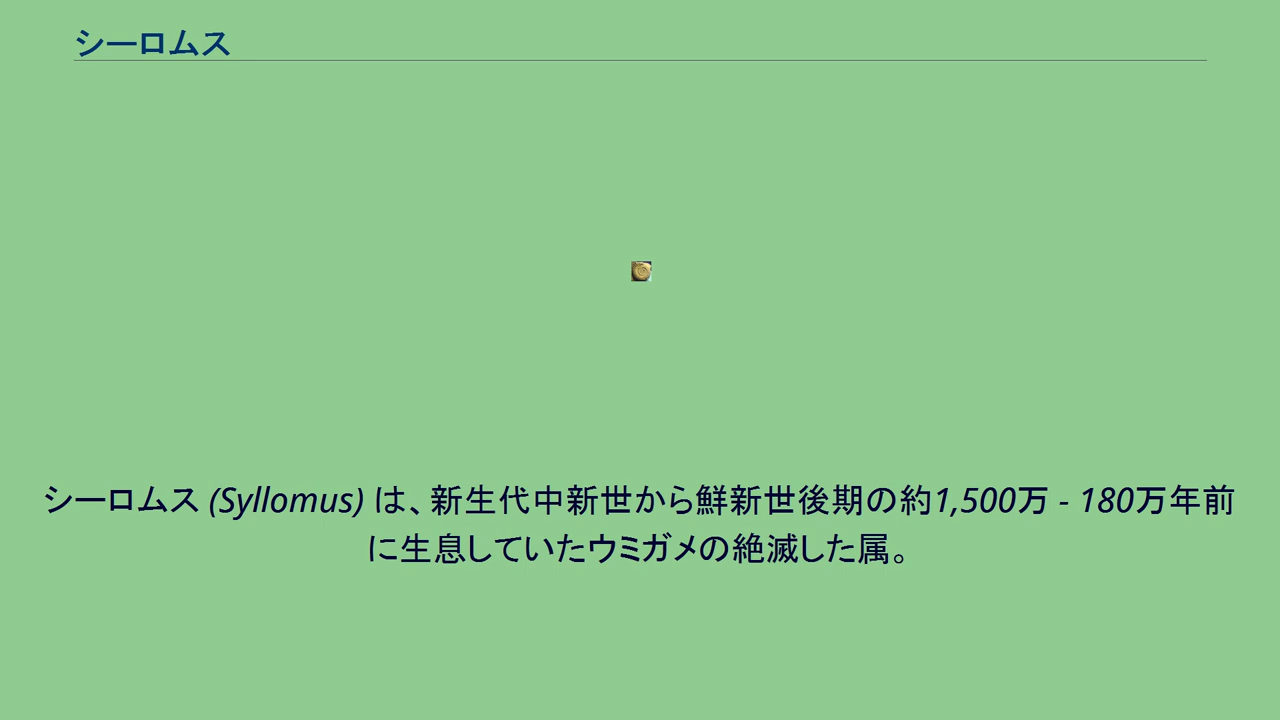 シーロムス
シーロムス (Syllomus) は、新生代中新世から鮮新世後期の約1,500万 - 180万年前
に生息していたウミガメの絶滅した属。